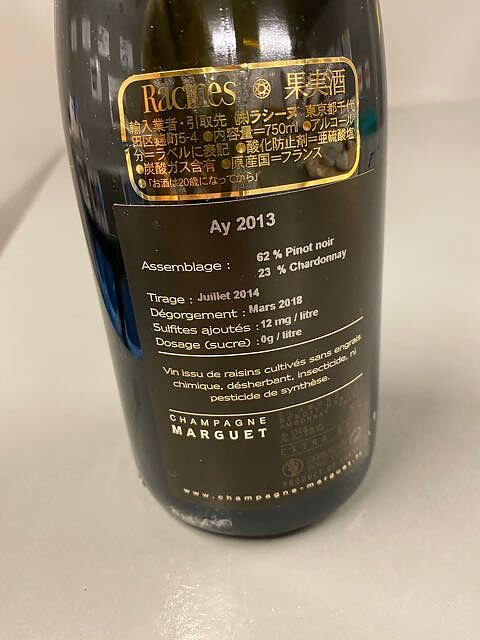 Racines ❁ 果実酒
輸入業者・引取先 ㈱ラシーヌ 東京都千代
田区麹町5-4 ●内容量=750ml ●アルコール
分=ラベルに表記 ●酸化防止剤=亜硫酸塩
●炭酸ガス含有 ●原産国=フランス
「お酒は20歳になってから」
Ay 2013
Assemblage : 62 % Pinot noir
23 % Chardonnay
Tirage : Juillet 2014
Dégorgement : Mars 2018
Sulfites ajoutés : 12 mg / litre
Dosage (sucre) : 0g / litre
Vin issu de raisins cultivés sans engrais
chimique, désherbant, insecticide, ni
pesticide de synthèse.
CHAMPAGNE
MARGUET
EXTRA
www.champagne-marguet.fr